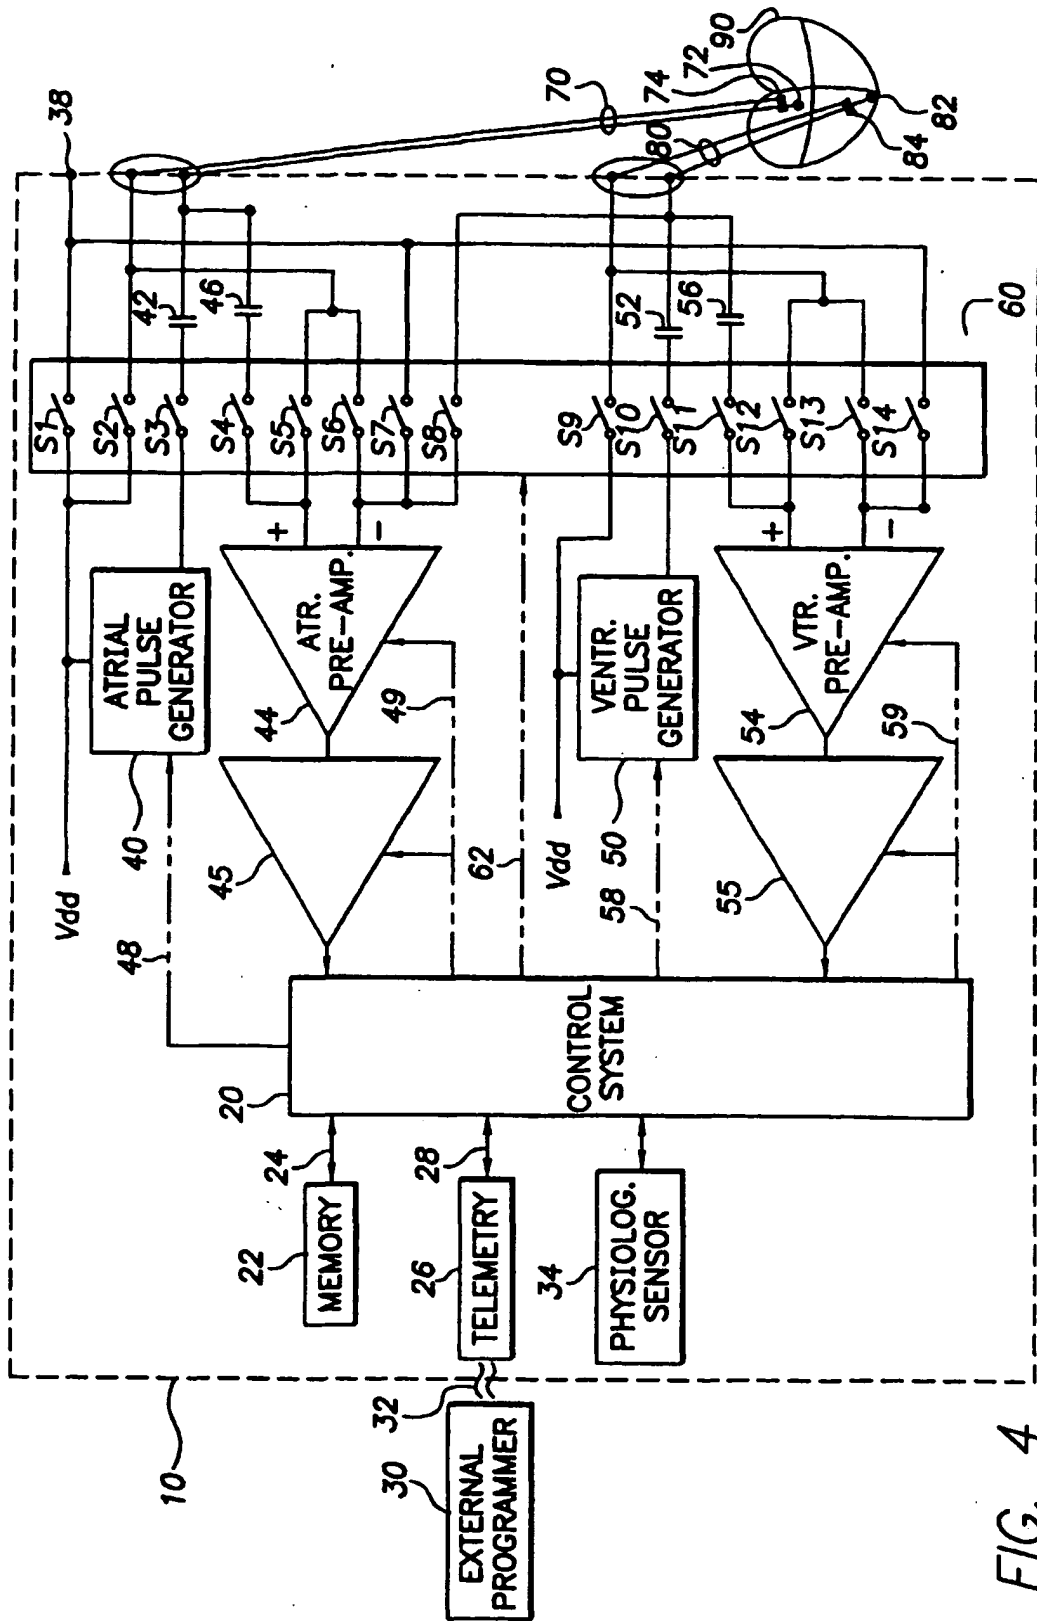 10
38
Vdd
48
40
ATRIAL
PULSE
GENERATOR
S1
S2
S3
S4
S5
S6
S7
S8
42
46
70
45
44
ATR.
PRE-AMP.
+
-
49
20
CONTROL
SYSTEM
24
22
MEMORY
28
26
TELEMETRY
32
30
EXTERNAL
PROGRAMMER
34
PHYSIOLOG.
SENSOR
62
Vdd
58
50
VENTR.
PULSE
GENERATOR
S9
S10
S11
S12
S13
S14
52
56
80
74
72
90
84
82
55
54
VTR.
PRE-AMP.
+
-
59
60
FIG. 4